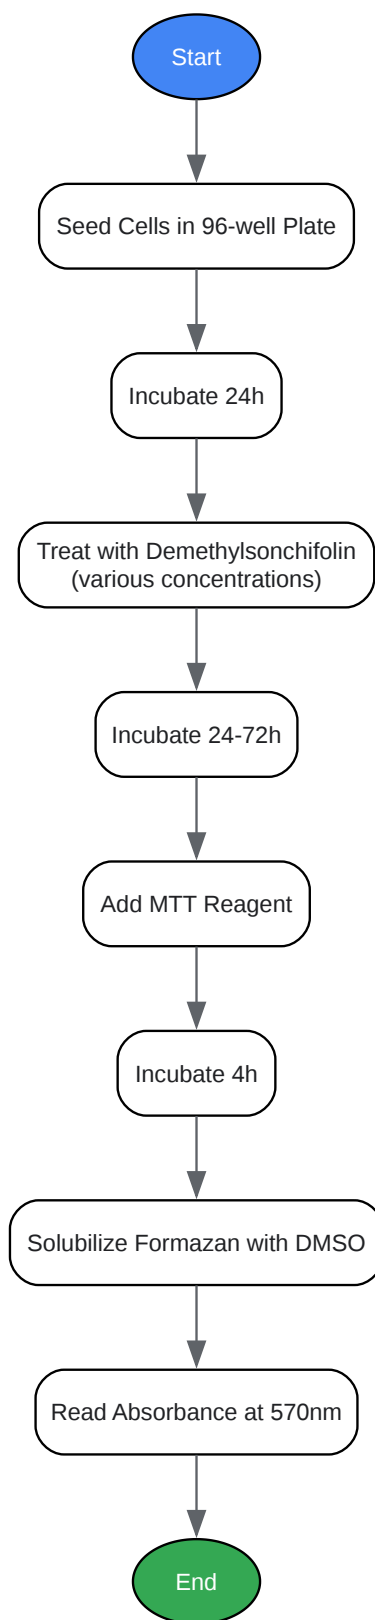 Start
Seed Cells in 96-well Plate
Incubate 24h
Treat with Demethylsonchifolin
(various concentrations)
Incubate 24-72h
Add MTT Reagent
Incubate 4h
Solubilize Formazan with DMSO
Read Absorbance at 570nm
End